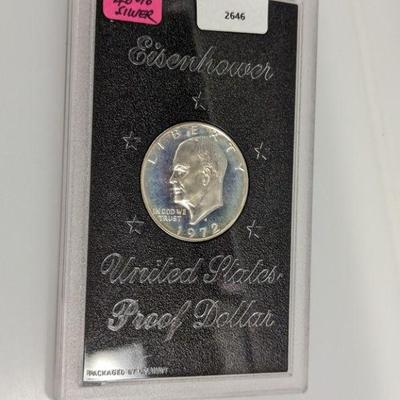 40% SILVER
2646
Eisenhower
LIBERTY
IN GOD WE
TRUST
1972
United States
Proof Dollar
PACKAGED BY U.S. MINT